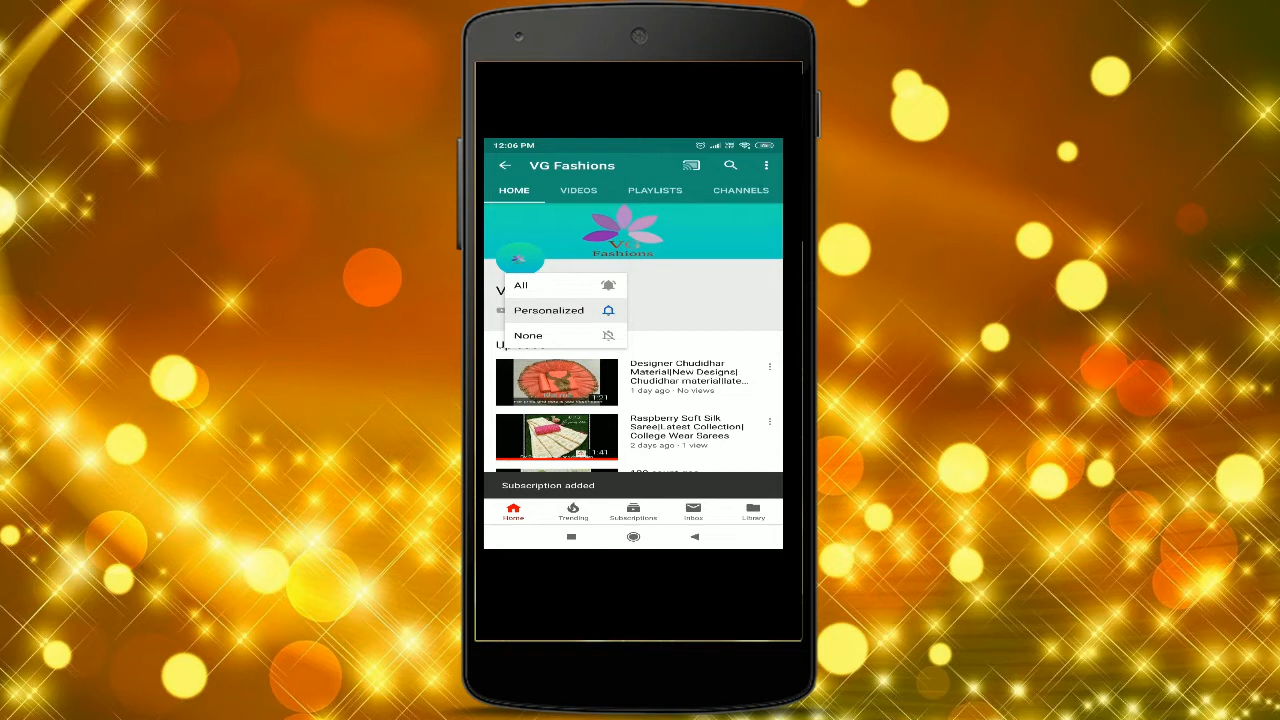 12:06 PM
VG Fashions
HOME VIDEOS PLAYLISTS CHANNELS
VG
Fashions
V
All
Personalized
None
Designer Chudidhar
Material|New Designs|
Chudidhar material|late...
1 day ago · No views
1:21
Raspberry Soft Silk
Saree|Latest Collection|
College Wear Sarees
2 days ago · 1 view
1:41
Subscription added
Home Trending Subscriptions Inbox Library